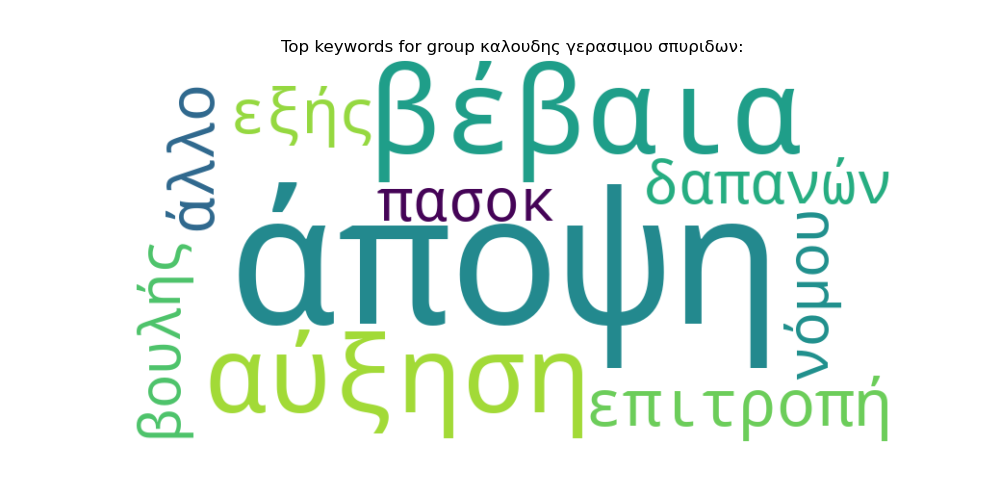 Top keywords for group καλουδης γερασιμου σπυριδων:
βέβαια
εξής
άλλο
δαπανών
πασοκ
άποψη
νόμου
βουλής
αύξηση
επιτροπή